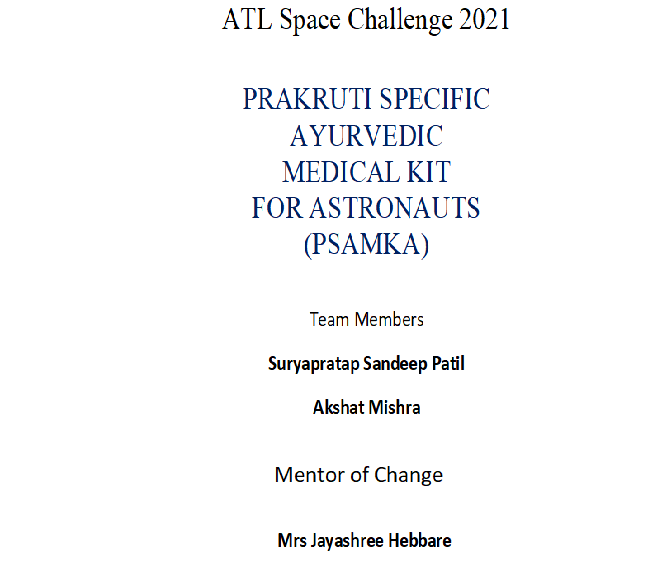 ATL Space Challenge 2021
PRAKRUTI SPECIFIC
AYURVEDIC
MEDICAL KIT
FOR ASTRONAUTS
(PSAMKA)
Team Members
Suryapratap Sandeep Patil
Akshat Mishra
Mentor of Change
Mrs Jayashree Hebbare